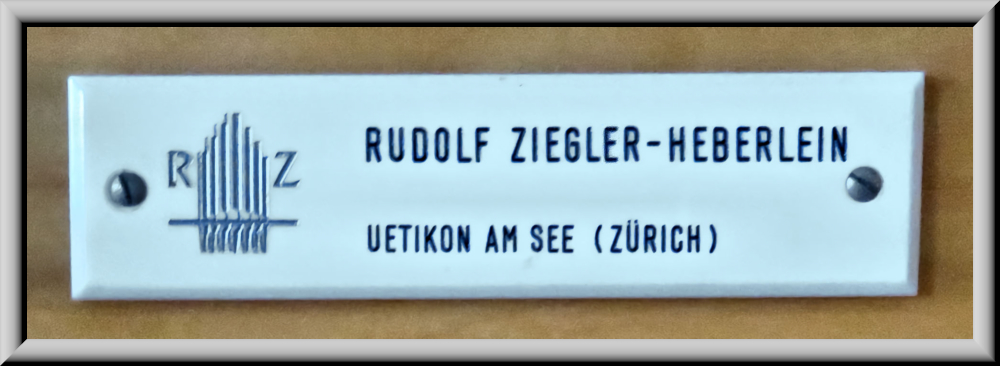 R Z
RUDOLF ZIEGLER-HEBERLEIN
UETIKON AM SEE (ZÜRICH)